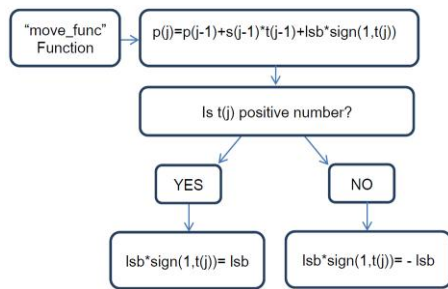 “move_func”
Function
p(j)=p(j-1)+s(j-1)*t(j-1)+lsb*sign(1,t(j))
Is t(j) positive number?
YES
NO
lsb*sign(1,t(j))= lsb
lsb*sign(1,t(j))= - lsb